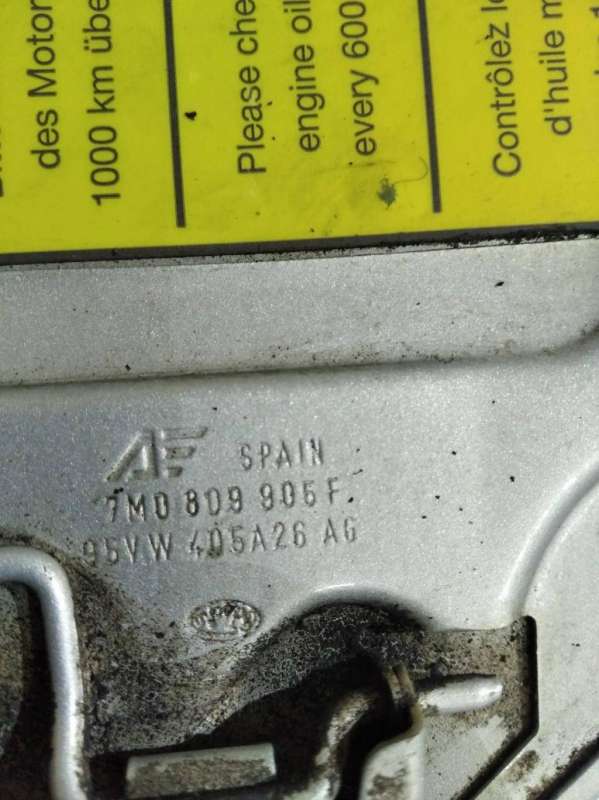 des Motor
1000 km übe
Please che
engine oil
every 600
Contrôlez l
d'huile m
AF SPAIN
7M0 809 905 F
95VW 405A26 AG